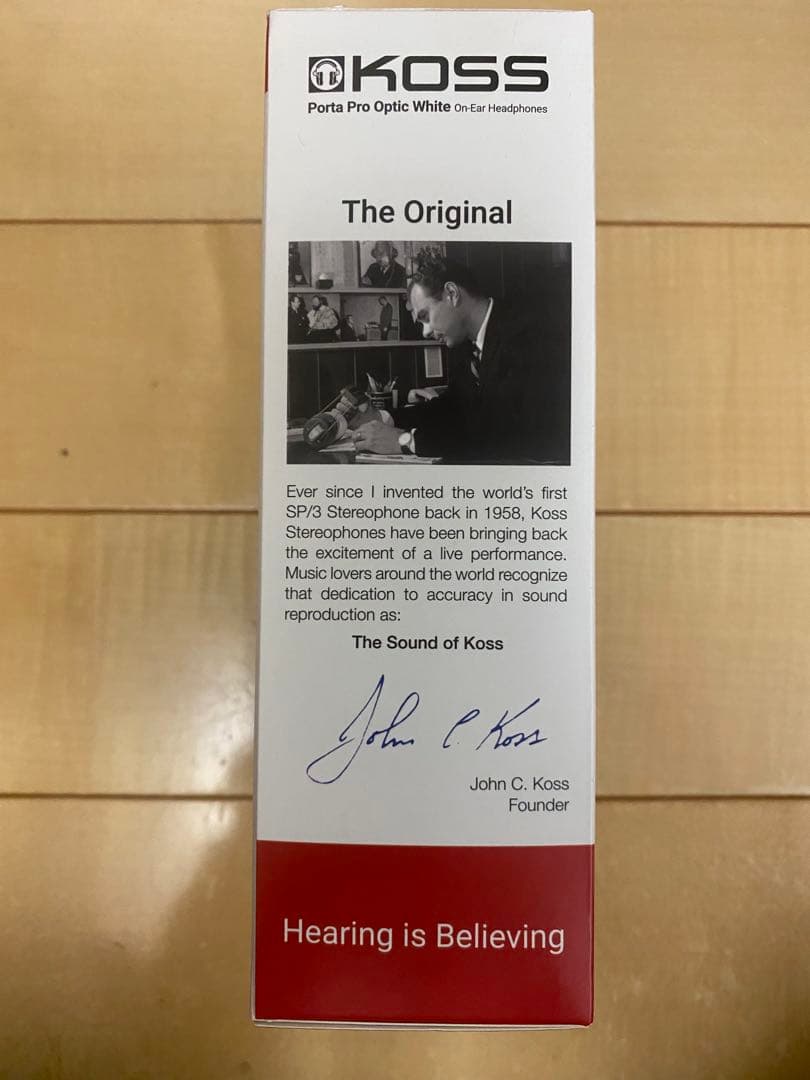 KOSS
Porta Pro Optic White On-Ear Headphones
The Original
Ever since I invented the world's first
SP/3 Stereophone back in 1958, Koss
Stereophones have been bringing back
the excitement of a live performance.
Music lovers around the world recognize
that dedication to accuracy in sound
reproduction as:
The Sound of Koss
John C. Koss
John C. Koss
Founder
Hearing is Believing